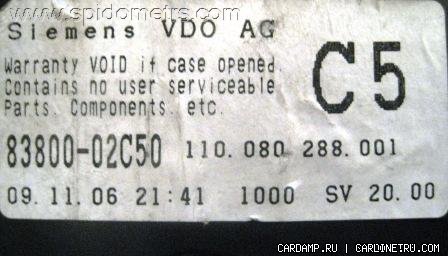 www.spidometrs.com
Siemens VDO AG
Warranty VOID if case opened.
Contains no user serviceable
Parts. Components. etc.
C5
83800-02C50 110.080 288.001
09.11.06 21:41 1000 SV 20.00
CARDAMP.RU | CARDINETRU.COM